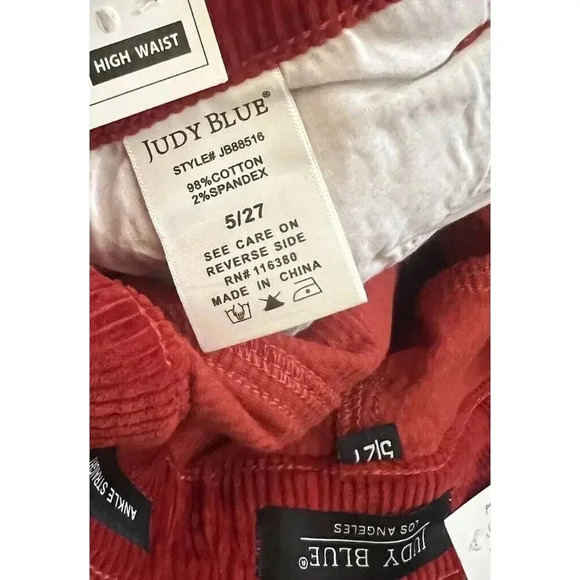 HIGH WAIST
JUDY BLUE®
STYLE# JB88516
98%COTTON
2%SPANDEX
5/27
SEE CARE ON
REVERSE SIDE
RN# 116380
MADE IN CHINA
5/27
ANKLE STRAIGHT
JUDY BLUE®
LOS ANGELES